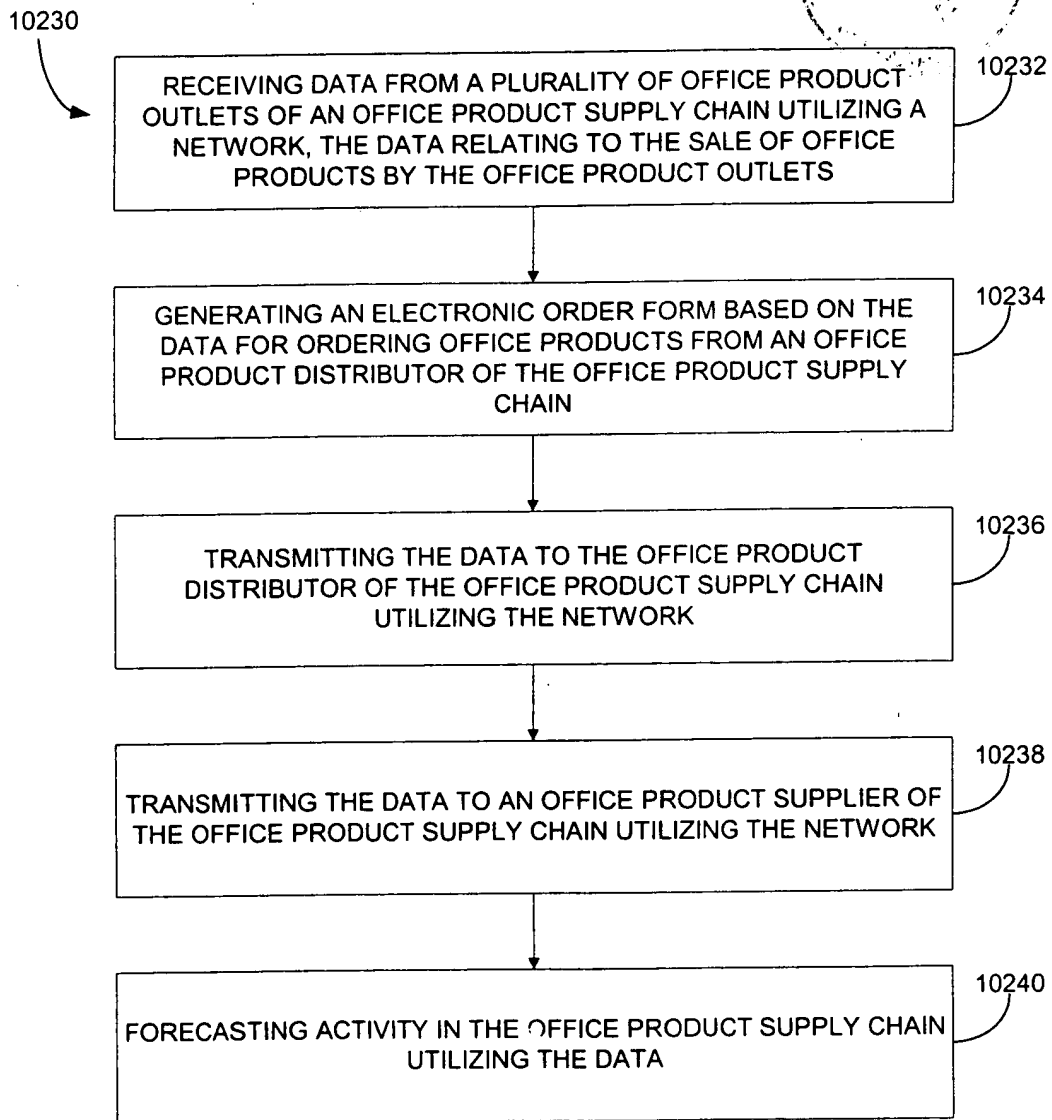 10230
10232
RECEIVING DATA FROM A PLURALITY OF OFFICE PRODUCT
OUTLETS OF AN OFFICE PRODUCT SUPPLY CHAIN UTILIZING A
NETWORK, THE DATA RELATING TO THE SALE OF OFFICE
PRODUCTS BY THE OFFICE PRODUCT OUTLETS
10234
GENERATING AN ELECTRONIC ORDER FORM BASED ON THE
DATA FOR ORDERING OFFICE PRODUCTS FROM AN OFFICE
PRODUCT DISTRIBUTOR OF THE OFFICE PRODUCT SUPPLY
CHAIN
10236
TRANSMITTING THE DATA TO THE OFFICE PRODUCT
DISTRIBUTOR OF THE OFFICE PRODUCT SUPPLY CHAIN
UTILIZING THE NETWORK
10238
TRANSMITTING THE DATA TO AN OFFICE PRODUCT SUPPLIER OF
THE OFFICE PRODUCT SUPPLY CHAIN UTILIZING THE NETWORK
10240
FORECASTING ACTIVITY IN THE OFFICE PRODUCT SUPPLY CHAIN
UTILIZING THE DATA